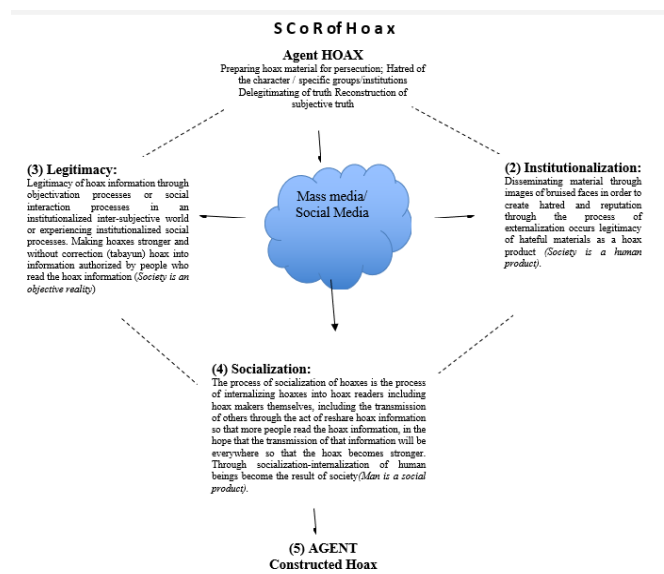 S C o R of H o a x
Agent HOAX
Preparing hoax material for persecution; Hatred of
the character / specific groups/institutions
Delegitimating of truth Reconstruction of
subjective truth
(3) Legitimacy:
Legitimacy of hoax information through
objectivation processes or social
interaction processes in an
institutionalized inter-subjective world
or experiencing institutionalized social
processes. Making hoaxes stronger and
without correction (tabayun) hoax into
information authorized by people who
read the hoax information (Society is an
objective reality)
Mass media/
Social Media
(2) Institutionalization:
Disseminating material through
images of bruised faces in order to
create hatred and reputation
through the process of
externalization occurs legitimacy
of hateful materials as a hoax
product (Society is a human
product).
(4) Socialization:
The process of socialization of hoaxes is the process
of internalizing hoaxes into hoax readers including
hoax makers themselves, including the transmission
of others through the act of reshare hoax information
so that more people read the hoax information, in the
hope that the transmission of that information will be
everywhere so that the hoax becomes stronger.
Through socialization-internalization of human
beings become the result of society(Man is a social
product).
(5) AGENT
Constructed Hoax